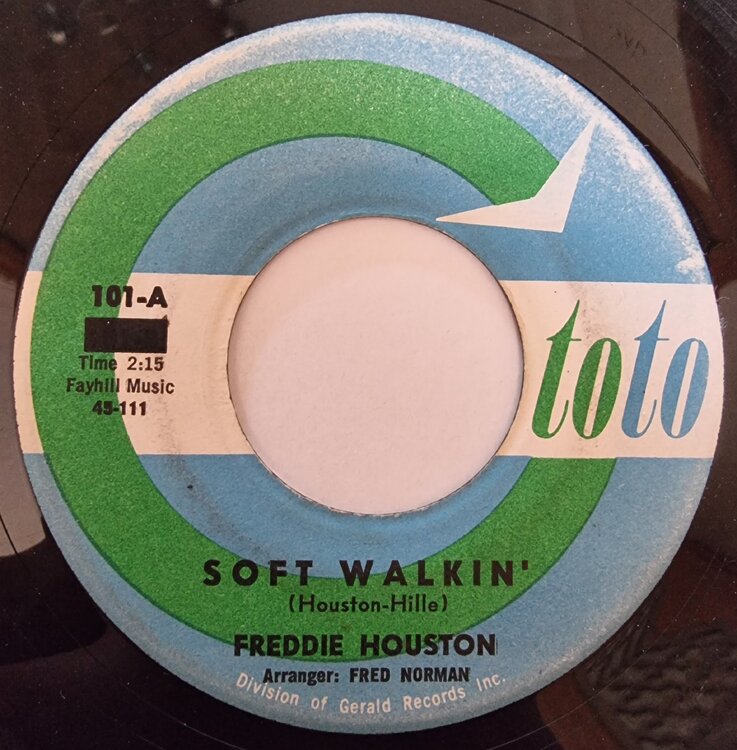 101-A
Time 2:15
Fayhill Music
45-111
toto
SOFT WALKIN'
(Houston-Hille)
FREDDIE HOUSTON
Arranger: FRED NORMAN
Division of Gerald Records Inc.